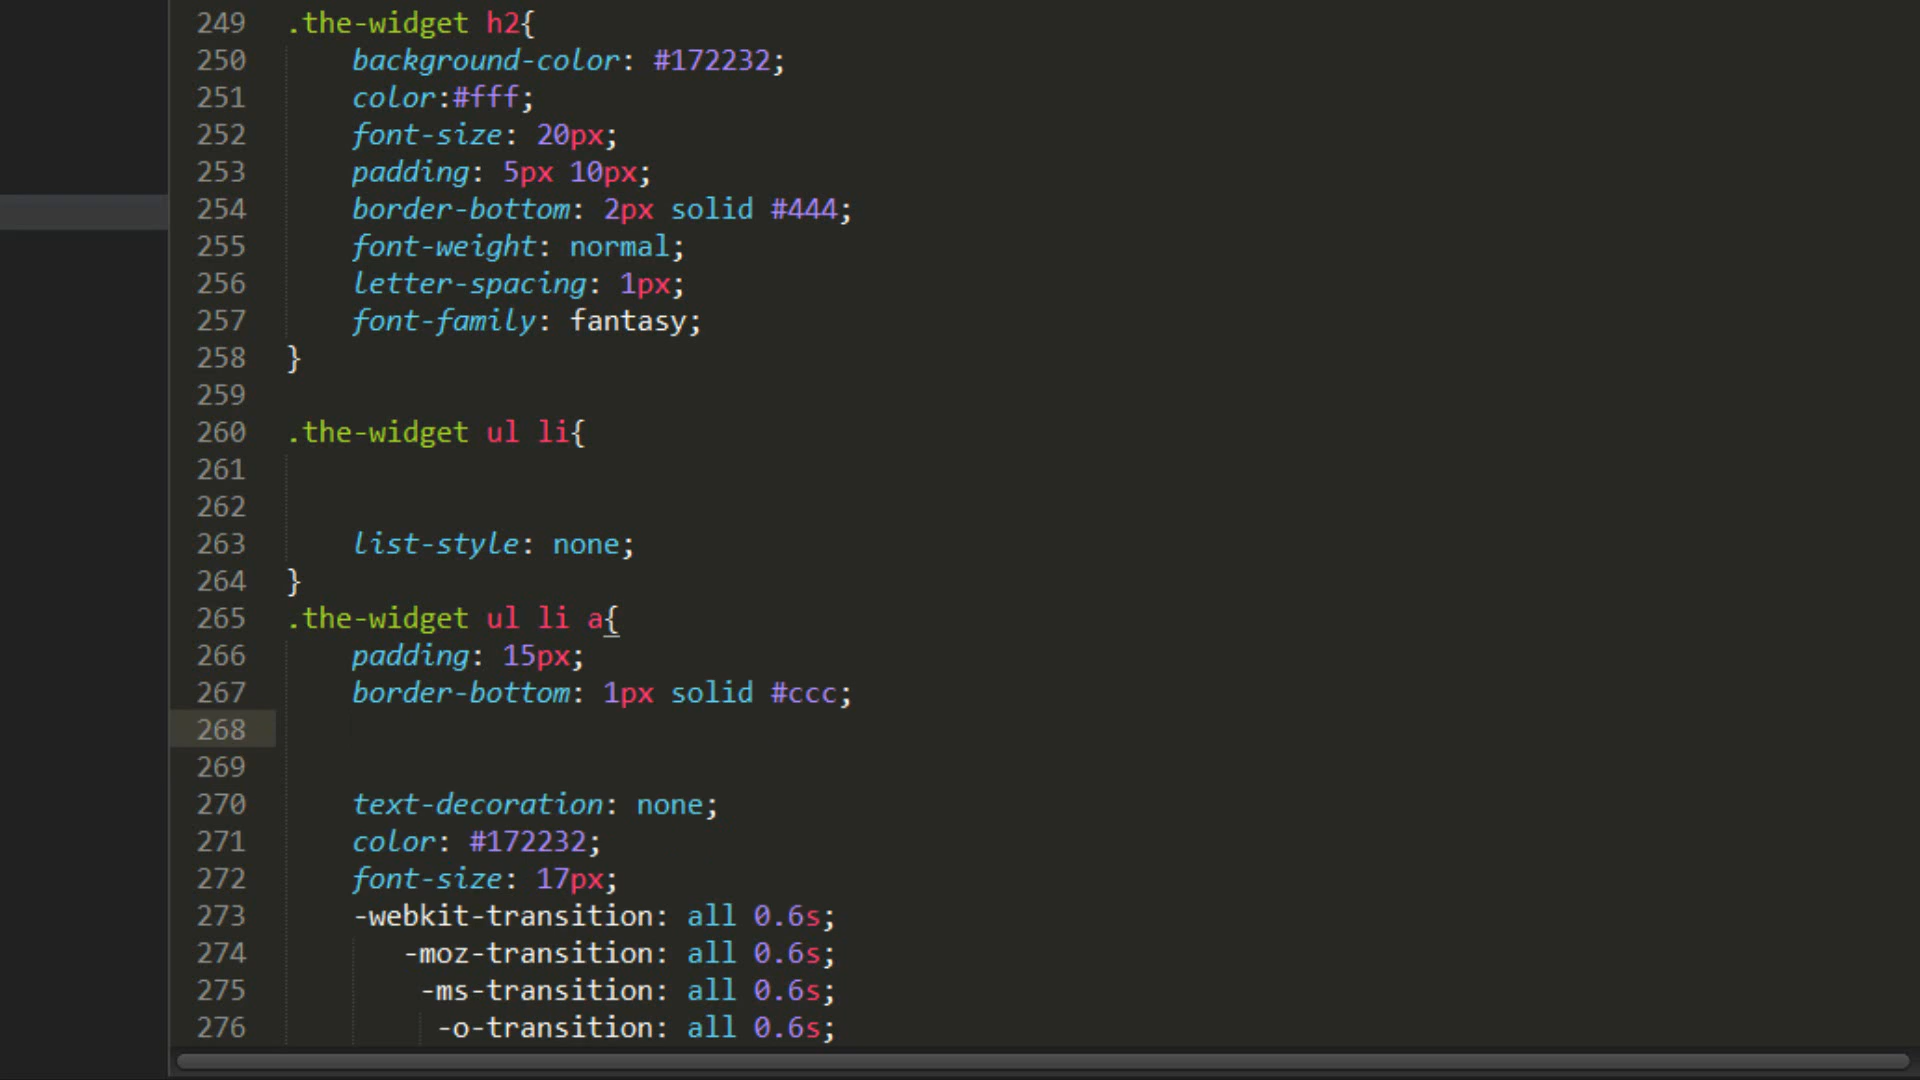 249 .the-widget h2{
250 background-color: #172232;
251 color:#fff;
252 font-size: 20px;
253 padding: 5px 10px;
254 border-bottom: 2px solid #444;
255 font-weight: normal;
256 letter-spacing: 1px;
257 font-family: fantasy;
258 }
259
260 .the-widget ul li{
261
262
263 list-style: none;
264 }
265 .the-widget ul li a{
266 padding: 15px;
267 border-bottom: 1px solid #ccc;
268
269
270 text-decoration: none;
271 color: #172232;
272 font-size: 17px;
273 -webkit-transition: all 0.6s;
274 -moz-transition: all 0.6s;
275 -ms-transition: all 0.6s;
276 -o-transition: all 0.6s;